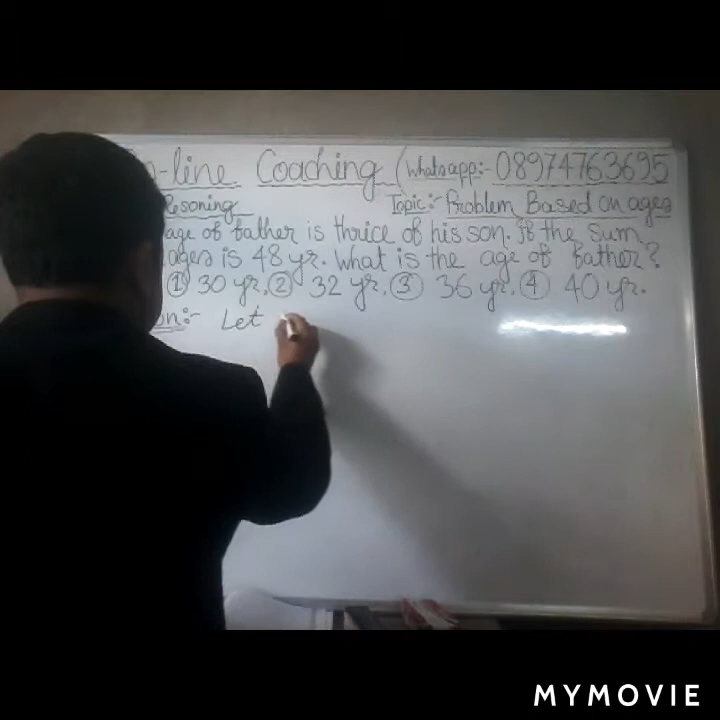 -line Coaching (Whatsapp:- 08974763695
Resoning Topic:- Problem Based on ages
age of father is thrice of his son. If the sum
ages is 48 yr. What is the age of father?
① 30 yr. ② 32 yr. ③ 36 yr. ④ 40 yr.
on:- Let
MYMOVIE